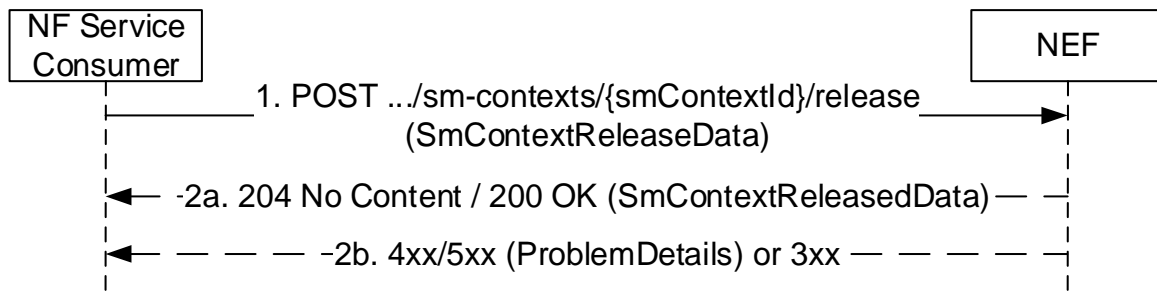 NF Service
Consumer
NEF
1. POST .../sm-contexts/{smContextId}/release
(SmContextReleaseData)
2a. 204 No Content / 200 OK (SmContextReleasedData)
2b. 4xx/5xx (ProblemDetails) or 3xx